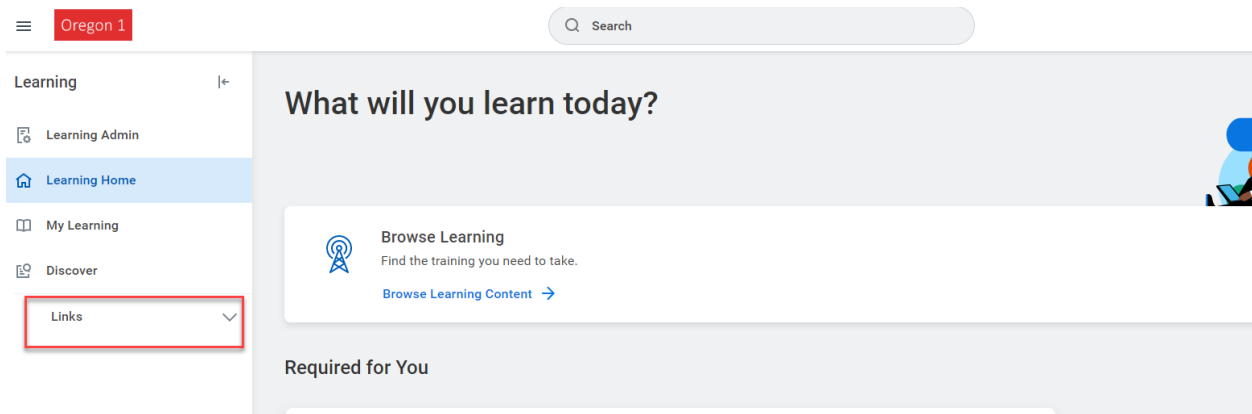 Oregon 1
Search
Learning
Learning Admin
Learning Home
My Learning
Discover
Links
What will you learn today?
Browse Learning
Find the training you need to take.
Browse Learning Content
Required for You